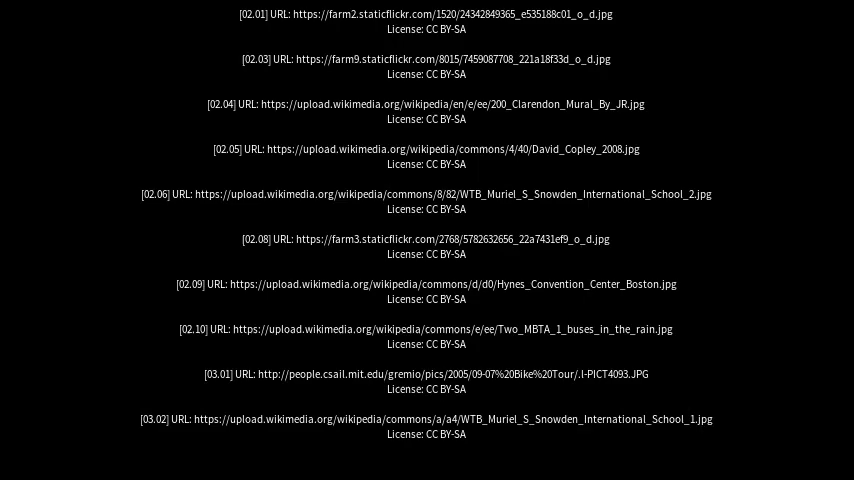 [02.01] URL: https://farm2.staticflickr.com/1520/24342849365_e535188c01_o_d.jpg
License: CC BY-SA
[02.03] URL: https://farm9.staticflickr.com/8015/7459087708_221a18f33d_o_d.jpg
License: CC BY-SA
[02.04] URL: https://upload.wikimedia.org/wikipedia/en/e/ee/200_Clarendon_Mural_By_JR.jpg
License: CC BY-SA
[02.05] URL: https://upload.wikimedia.org/wikipedia/commons/4/40/David_Copley_2008.jpg
License: CC BY-SA
[02.06] URL: https://upload.wikimedia.org/wikipedia/commons/8/82/WTB_Muriel_S_Snowden_International_School_2.jpg
License: CC BY-SA
[02.08] URL: https://farm3.staticflickr.com/2768/5782632656_22a7431ef9_o_d.jpg
License: CC BY-SA
[02.09] URL: https://upload.wikimedia.org/wikipedia/commons/d/d0/Hynes_Convention_Center_Boston.jpg
License: CC BY-SA
[02.10] URL: https://upload.wikimedia.org/wikipedia/commons/e/ee/Two_MBTA_1_buses_in_the_rain.jpg
License: CC BY-SA
[03.01] URL: http://people.csail.mit.edu/gremio/pics/2005/09-07%20Bike%20Tour/.l-PICT4093.JPG
License: CC BY-SA
[03.02] URL: https://upload.wikimedia.org/wikipedia/commons/a/a4/WTB_Muriel_S_Snowden_International_School_1.jpg
License: CC BY-SA